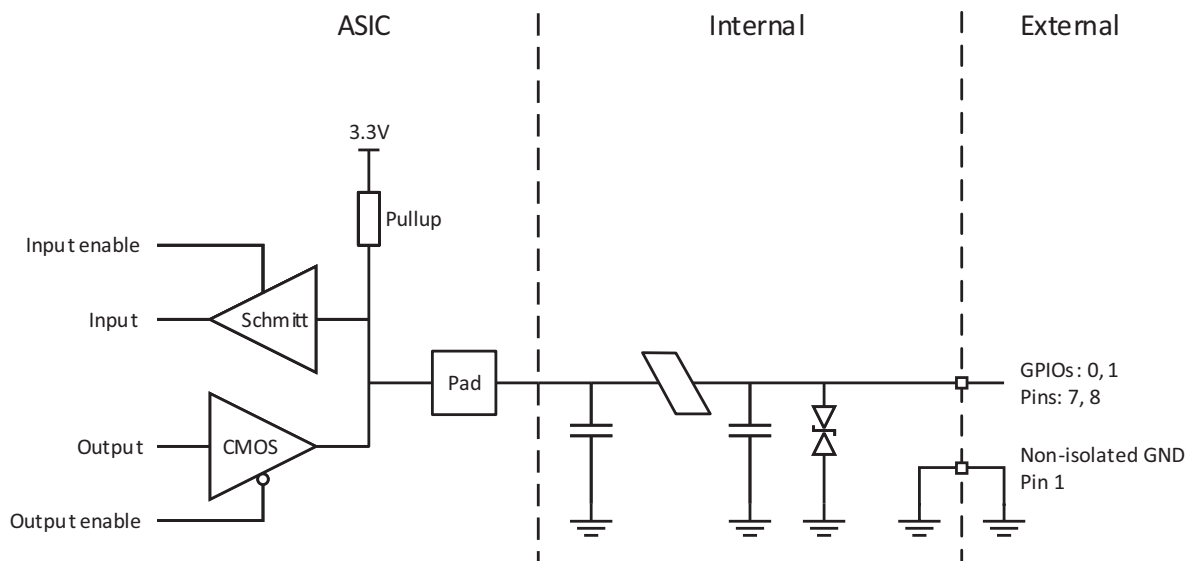 ASIC
Internal
External
3.3V
Pullup
Input enable
Schmitt
Input
Pad
GPIOs: 0, 1
Pins: 7, 8
Output
CMOS
Non-isolated GND
Pin 1
Output enable